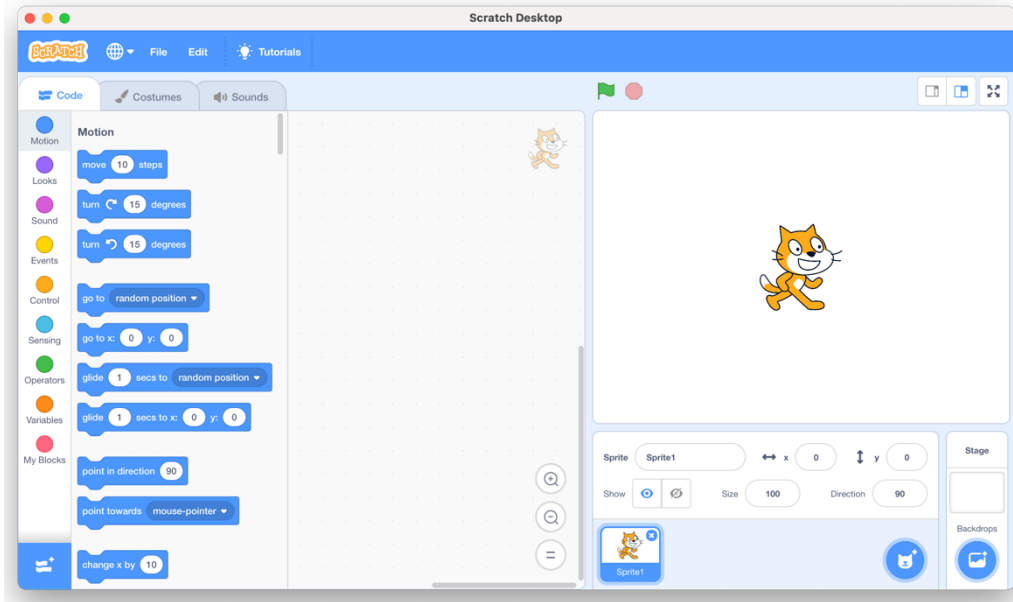 Scratch Desktop
SCRATCH File Edit Tutorials
Code Costumes Sounds
Motion
Looks
Sound
Events
Control
Sensing
Operators
Variables
My Blocks
Motion
move 10 steps
turn 15 degrees
turn 15 degrees
go to random position
go to x: 0 y: 0
glide 1 secs to random position
glide 1 secs to x: 0 y: 0
point in direction 90
point towards mouse-pointer
change x by 10
Sprite Sprite1 x 0 y 0
Show Size 100 Direction 90
Sprite1
Stage
Backdrops